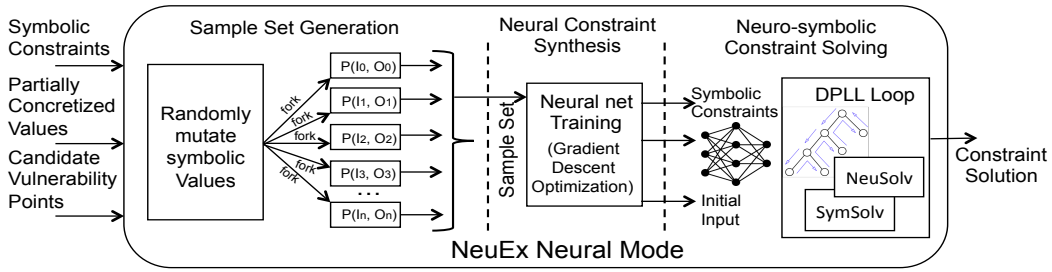 Symbolic
Constraints
Partially
Concretized
Values
Candidate
Vulnerability
Points
Sample Set Generation
Randomly
mutate
symbolic
Values
fork
fork
fork
fork
fork
P(I0, O0)
P(I1, O1)
P(I2, O2)
P(I3, O3)
...
P(In, On)
Neural Constraint
Synthesis
Sample Set
Neural net
Training
(Gradient
Descent
Optimization)
Neuro-symbolic
Constraint Solving
Symbolic
Constraints
Initial
Input
DPLL Loop
NeuSolv
SymSolv
Constraint
Solution
NeuEx Neural Mode